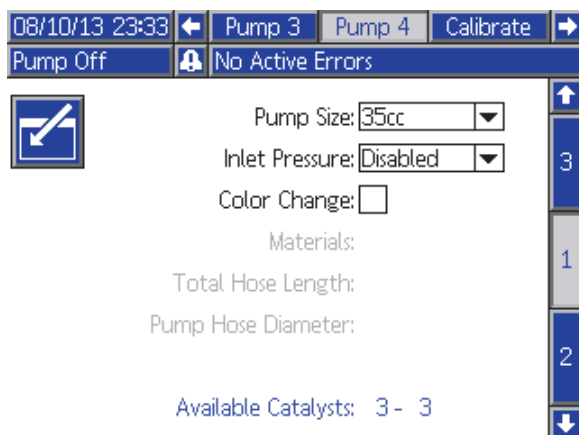 08/10/13 23:33 Pump 3 Pump 4 Calibrate
Pump Off No Active Errors
Pump Size: 35cc
Inlet Pressure: Disabled
3
Color Change:
Materials:
1
Total Hose Length:
Pump Hose Diameter:
2
Available Catalysts: 3 - 3